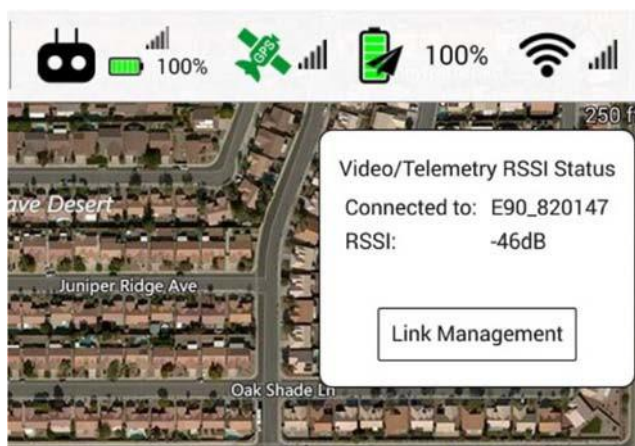 100%
GPS
100%
250 f
Video/Telemetry RSSI Status
Connected to: E90_820147
RSSI: -46dB
Link Management
ave Desert
Juniper Ridge Ave
Oak Shade Ln